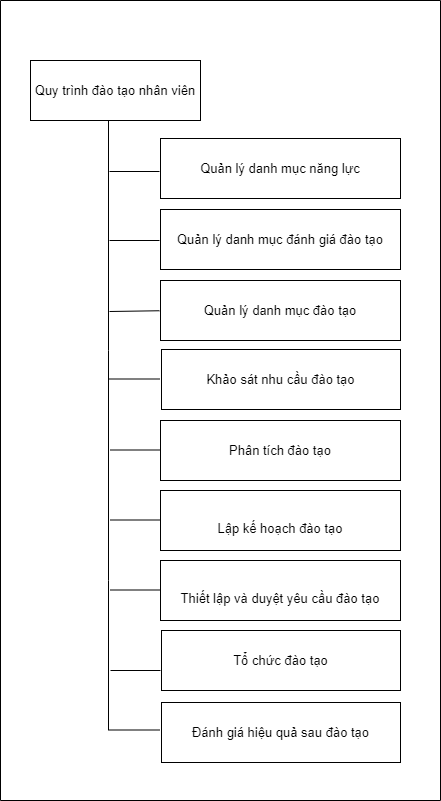 Quy trình đào tạo nhân viên
Quản lý danh mục năng lực
Quản lý danh mục đánh giá đào tạo
Quản lý danh mục đào tạo
Khảo sát nhu cầu đào tạo
Phân tích đào tạo
Lập kế hoạch đào tạo
Thiết lập và duyệt yêu cầu đào tạo
Tổ chức đào tạo
Đánh giá hiệu quả sau đào tạo